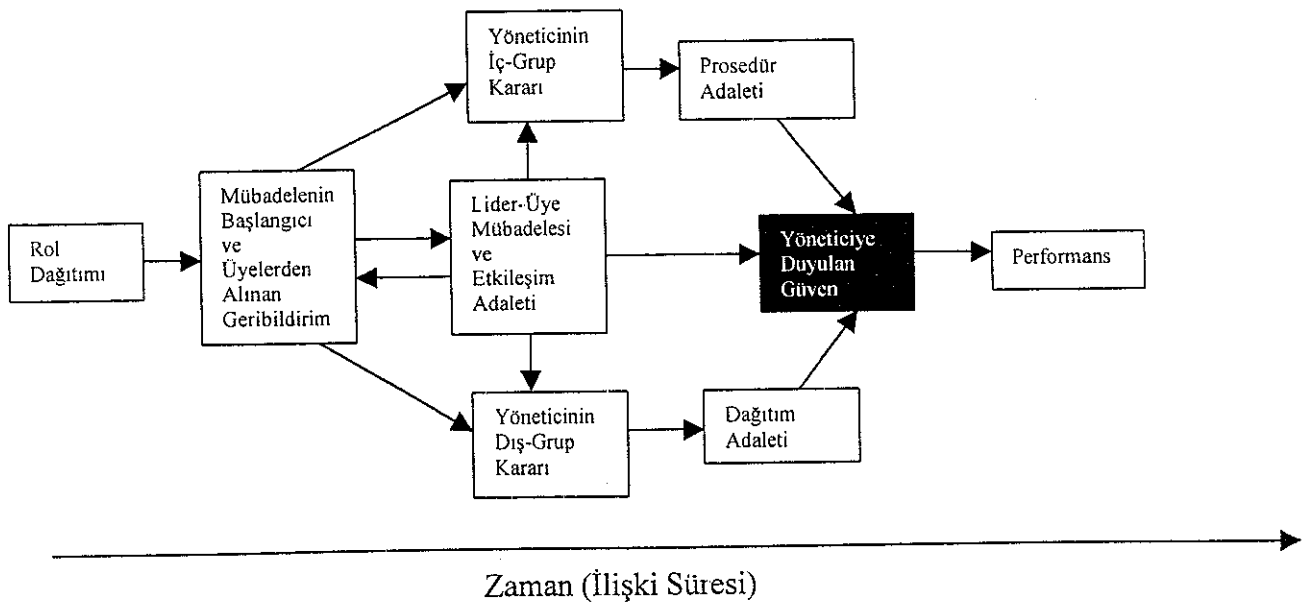 Yöneticinin
İç-Grup
Kararı
Prosedür
Adaleti
Rol
Dağıtımı
Mübadelenin
Başlangıcı
ve
Üyelerden
Alınan
Geribildirim
Lider-Üye
Mübadelesi
ve
Etkileşim
Adaleti
Yöneticiye
Duyulan
Güven
Performans
Yöneticinin
Dış-Grup
Kararı
Dağıtım
Adaleti
Zaman (İlişki Süresi)